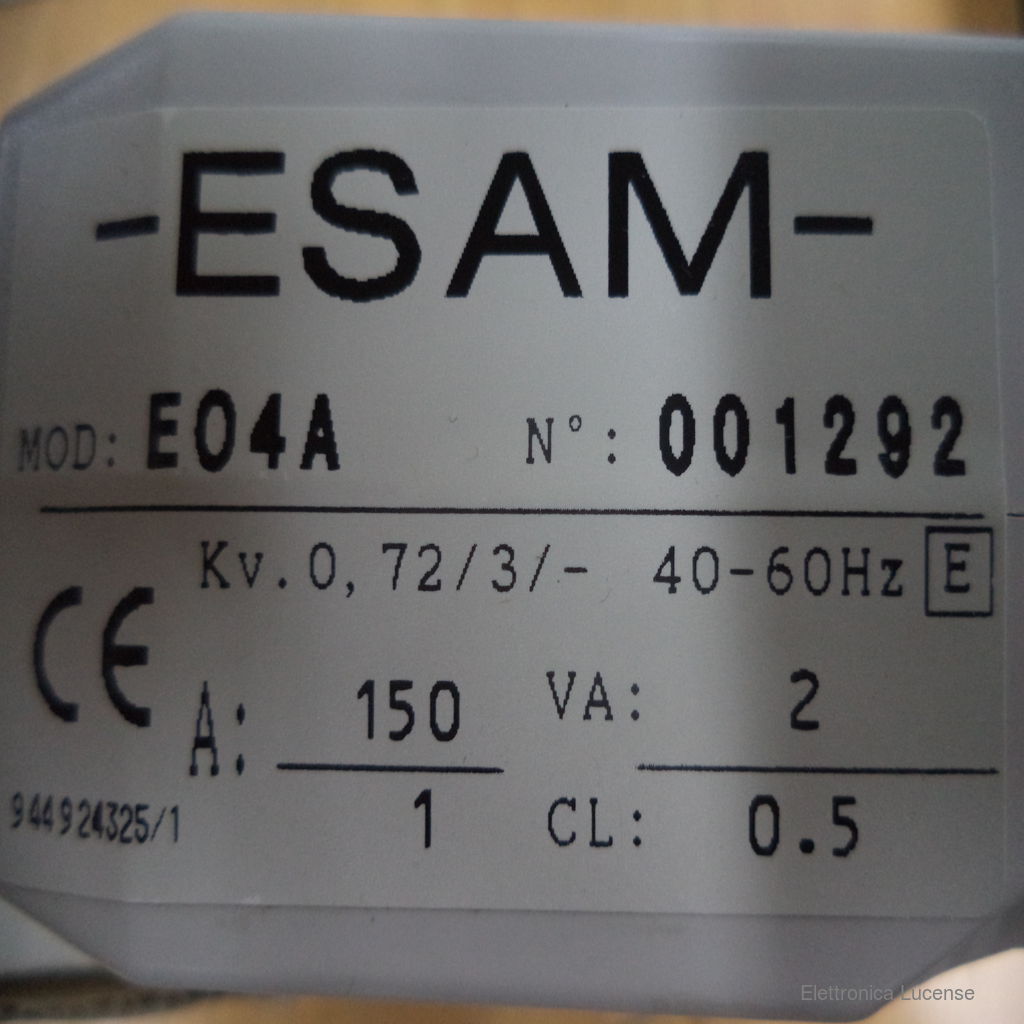 -ESAM-
MOD: E04A N°: 001292
Kv.0,72/3/- 40-60Hz E
CE
A: 150 VA: 2
1 CL: 0.5
944924325/1
Elettronica Lucense